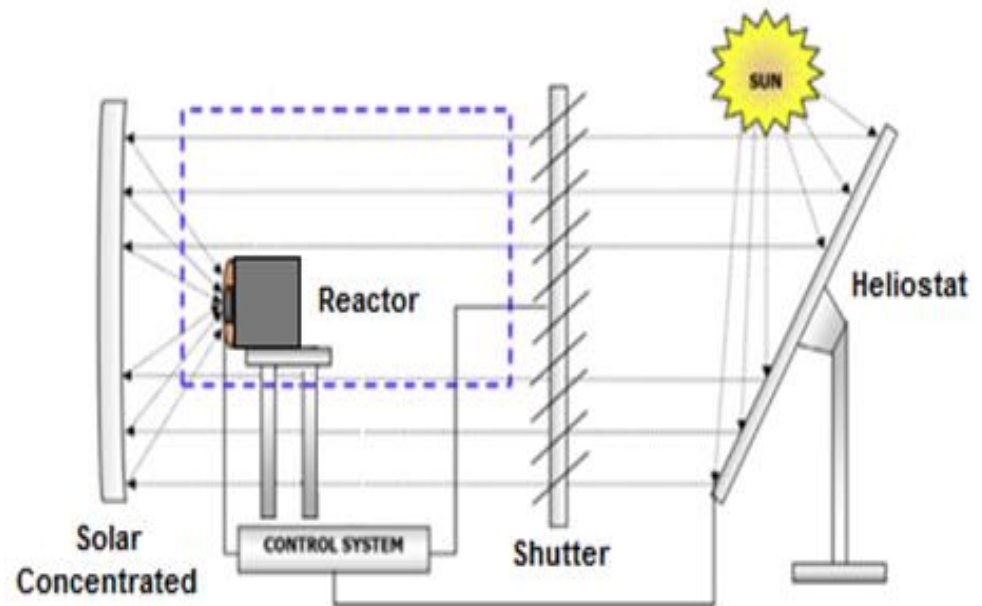 SUN
Heliostat
Reactor
Solar
Concentrated
CONTROL SYSTEM
Shutter